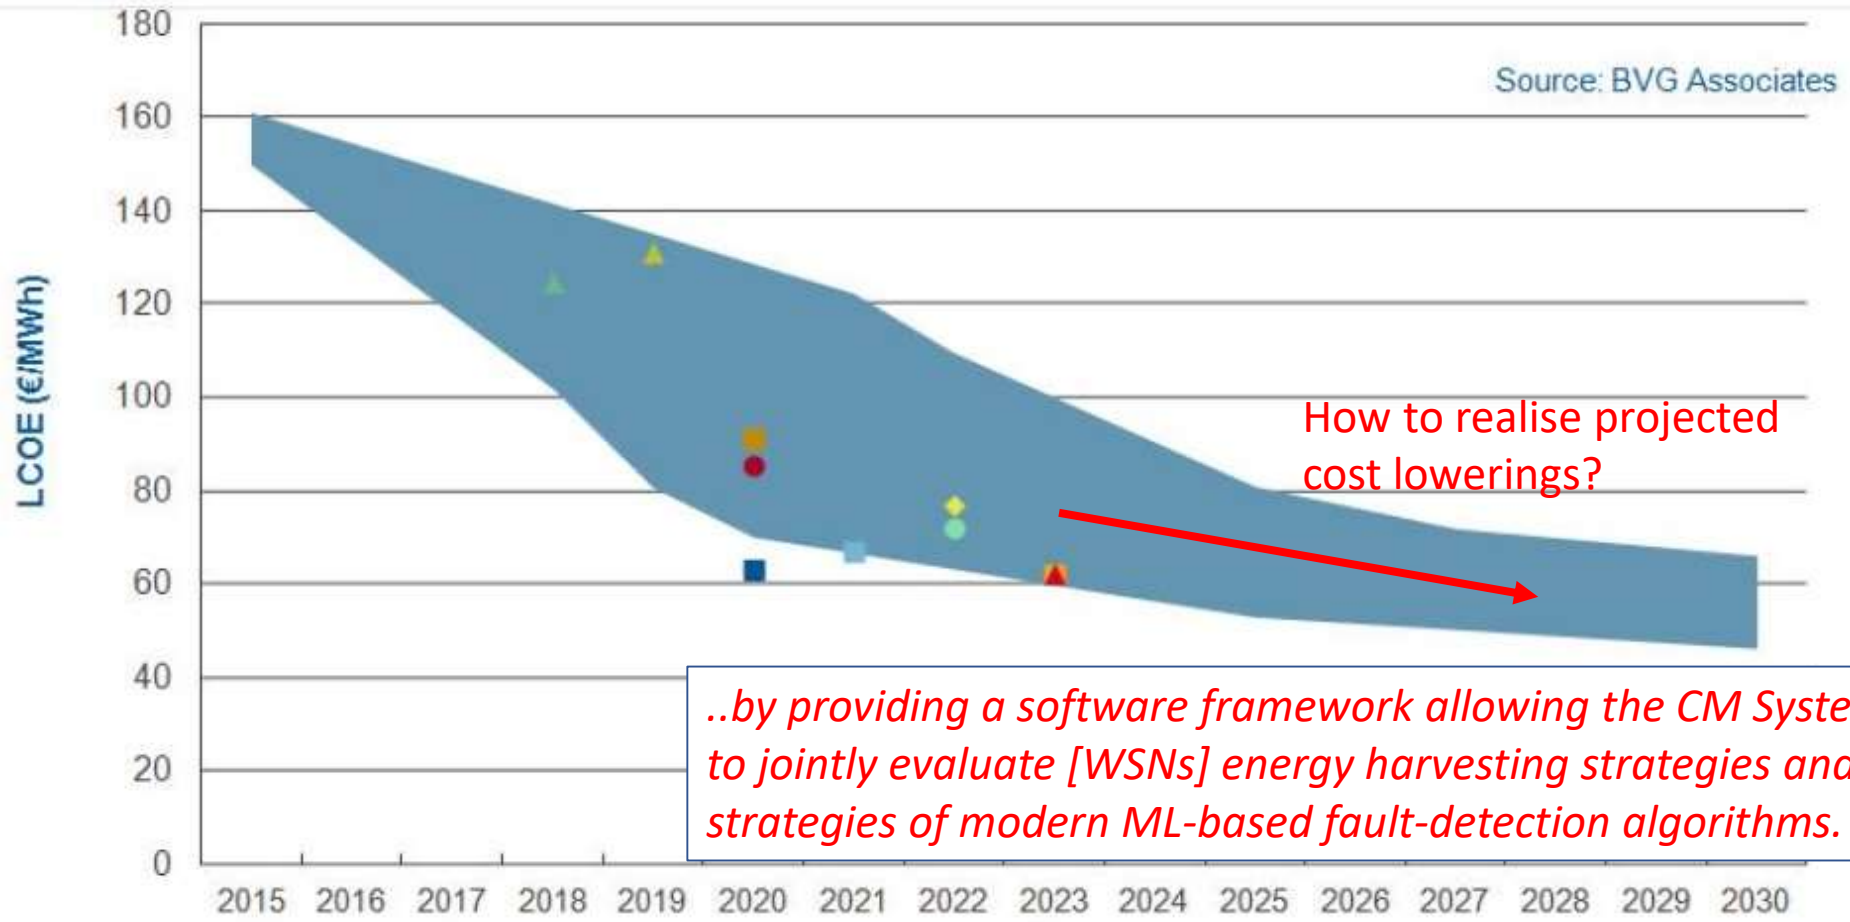 180
Source: BVG Associates
160
140
120
100
80
60
40
20
0
LCOE (€/MWh)
How to realise projected
cost lowerings?
..by providing a software framework allowing the CM Syste
to jointly evaluate [WSNs] energy harvesting strategies and
strategies of modern ML-based fault-detection algorithms.
2015 2016 2017 2018 2019 2020 2021 2022 2023 2024 2025 2026 2027 2028 2029 2030